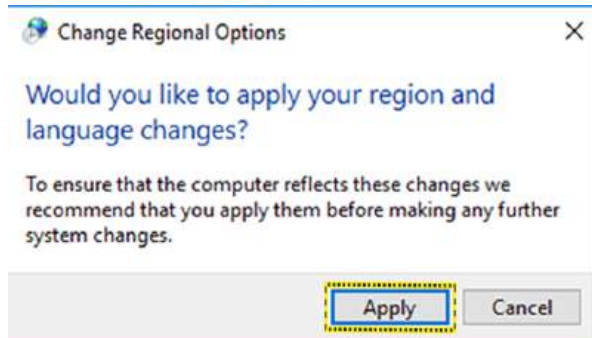 Change Regional Options
Would you like to apply your region and
language changes?
To ensure that the computer reflects these changes we
recommend that you apply them before making any further
system changes.
Apply Cancel